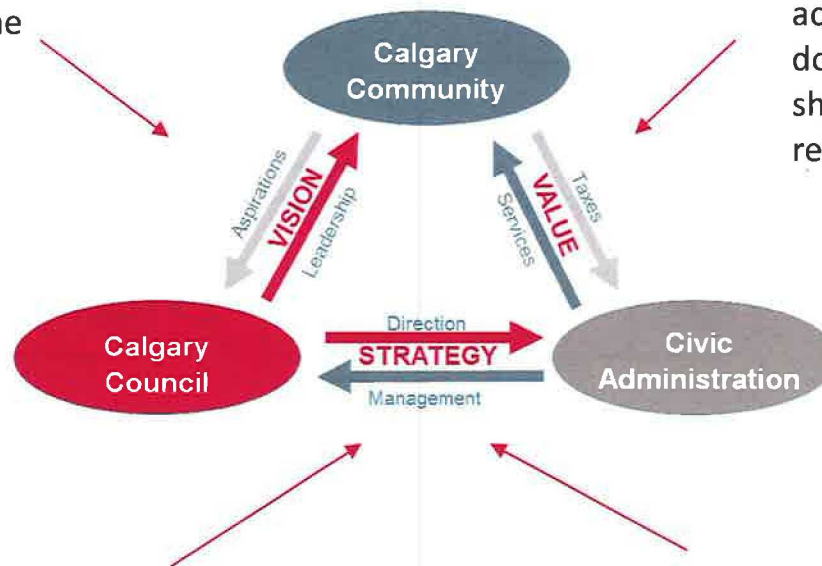 Calgary
Community
Aspirations
VISION
Leadership
Taxes
VALUE
Services
Calgary
Council
Direction
STRATEGY
Management
Civic
Administration